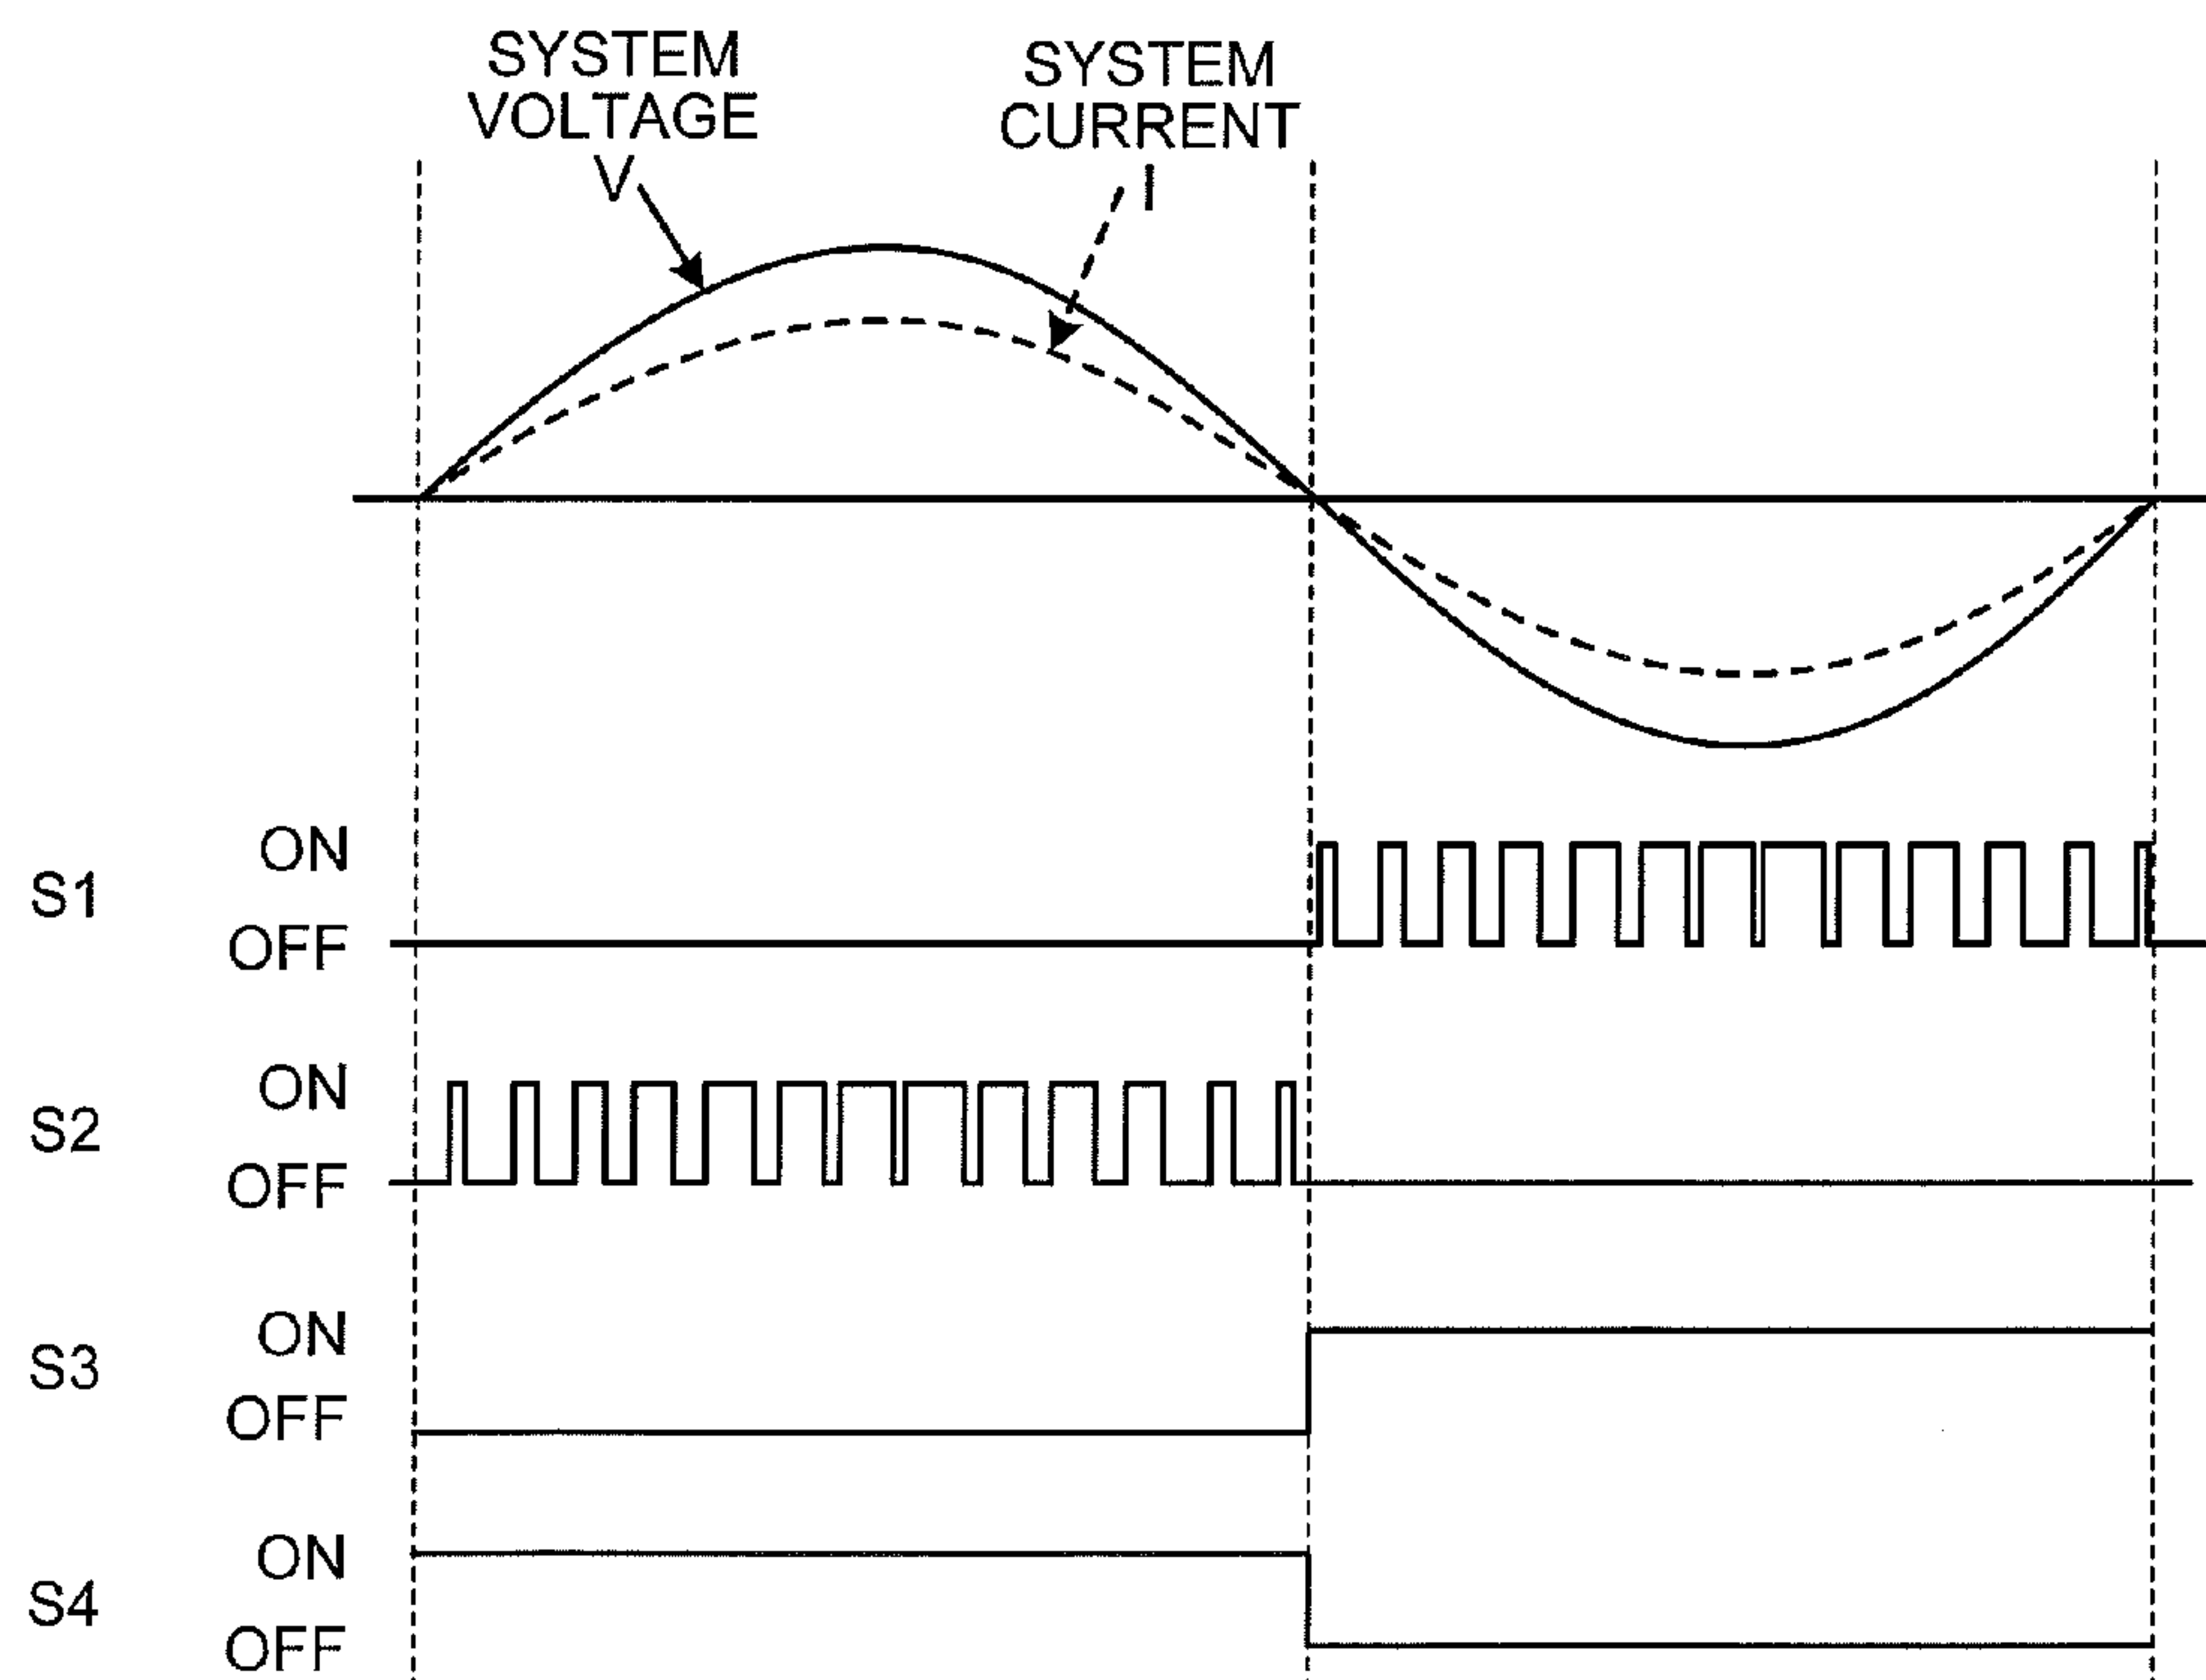 SYSTEM
VOLTAGE
V
SYSTEM
CURRENT
I
S1
ON
OFF
S2
ON
OFF
S3
ON
OFF
S4
ON
OFF